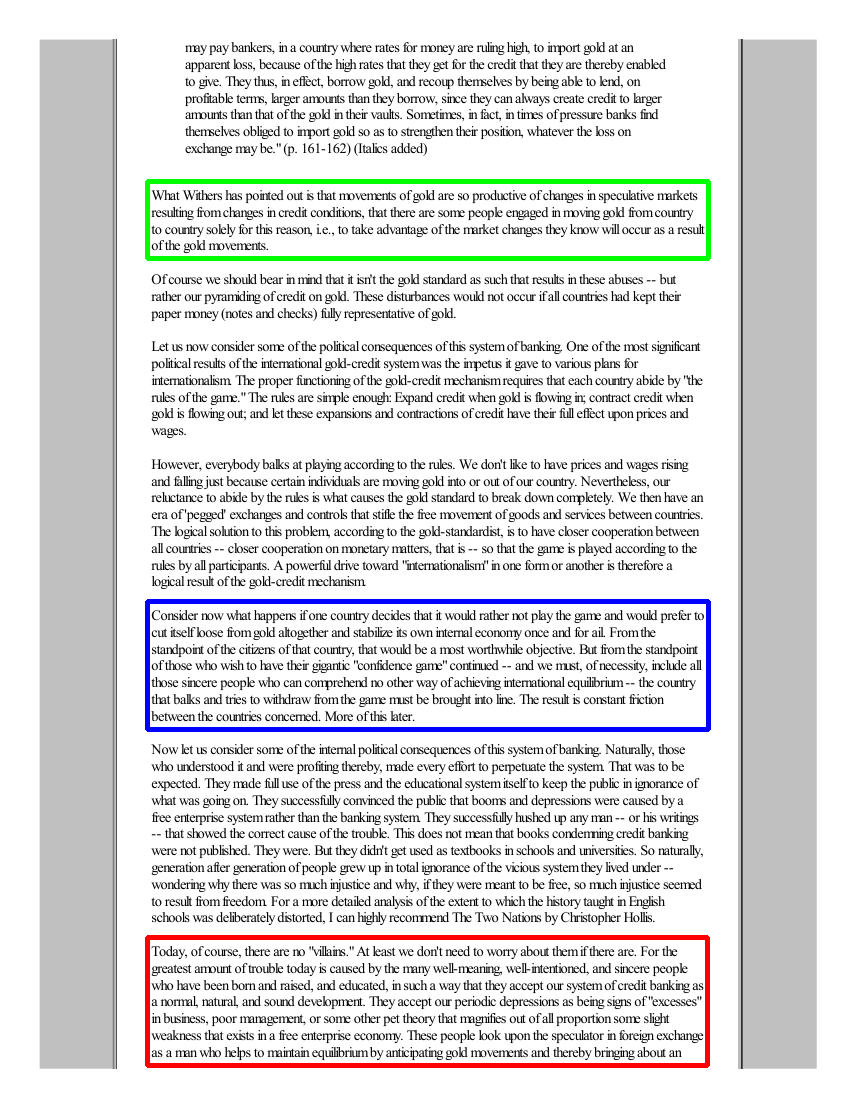 may pay bankers, in a country where rates for money are ruling high, to import gold at an
apparent loss, because of the high rates that they get for the credit that they are thereby enabled
to give. They thus, in effect, borrow gold, and recoup themselves by being able to lend, on
profitable terms, larger amounts than they borrow, since they can always create credit to larger
amounts than that of the gold in their vaults. Sometimes, in fact, in times of pressure banks find
themselves obliged to import gold so as to strengthen their position, whatever the loss on
exchange may be." (p. 161-162) (Italics added)
What Withers has pointed out is that movements of gold are so productive of changes in speculative markets
resulting from changes in credit conditions, that there are some people engaged in moving gold from country
to country solely for this reason, i.e., to take advantage of the market changes they know will occur as a result
of the gold movements.
Of course we should bear in mind that it isn't the gold standard as such that results in these abuses -- but
rather our pyramiding of credit on gold. These disturbances would not occur if all countries had kept their
paper money (notes and checks) fully representative of gold.
Let us now consider some of the political consequences of this system of banking. One of the most significant
political results of the international gold-credit system was the impetus it gave to various plans for
internationalism. The proper functioning of the gold-credit mechanism requires that each country abide by "the
rules of the game." The rules are simple enough: Expand credit when gold is flowing in; contract credit when
gold is flowing out; and let these expansions and contractions of credit have their full effect upon prices and
wages.
However, everybody balks at playing according to the rules. We don't like to have prices and wages rising
and falling just because certain individuals are moving gold into or out of our country. Nevertheless, our
reluctance to abide by the rules is what causes the gold standard to break down completely. We then have an
era of 'pegged' exchanges and controls that stifle the free movement of goods and services between countries.
The logical solution to this problem, according to the gold-standardist, is to have closer cooperation between
all countries -- closer cooperation on monetary matters, that is -- so that the game is played according to the
rules by all participants. A powerful drive toward "internationalism" in one form or another is therefore a
logical result of the gold-credit mechanism.
Consider now what happens if one country decides that it would rather not play the game and would prefer to
cut itself loose from gold altogether and stabilize its own internal economy once and for ail. From the
standpoint of the citizens of that country, that would be a most worthwhile objective. But from the standpoint
of those who wish to have their gigantic "confidence game" continued -- and we must, of necessity, include all
those sincere people who can comprehend no other way of achieving international equilibrium -- the country
that balks and tries to withdraw from the game must be brought into line. The result is constant friction
between the countries concerned. More of this later.
Now let us consider some of the internal political consequences of this system of banking. Naturally, those
who understood it and were profiting thereby, made every effort to perpetuate the system. That was to be
expected. They made full use of the press and the educational system itself to keep the public in ignorance of
what was going on. They successfully convinced the public that booms and depressions were caused by a
free enterprise system rather than the banking system. They successfully hushed up any man -- or his writings
-- that showed the correct cause of the trouble. This does not mean that books condemning credit banking
were not published. They were. But they didn't get used as textbooks in schools and universities. So naturally,
generation after generation of people grew up in total ignorance of the vicious system they lived under --
wondering why there was so much injustice and why, if they were meant to be free, so much injustice seemed
to result from freedom. For a more detailed analysis of the extent to which the history taught in English
schools was deliberately distorted, I can highly recommend The Two Nations by Christopher Hollis.
Today, of course, there are no "villains." At least we don't need to worry about them if there are. For the
greatest amount of trouble today is caused by the many well-meaning, well-intentioned, and sincere people
who have been born and raised, and educated, in such a way that they accept our system of credit banking as
a normal, natural, and sound development. They accept our periodic depressions as being signs of "excesses"
in business, poor management, or some other pet theory that magnifies out of all proportion some slight
weakness that exists in a free enterprise economy. These people look upon the speculator in foreign exchange
as a man who helps to maintain equilibrium by anticipating gold movements and thereby bringing about an